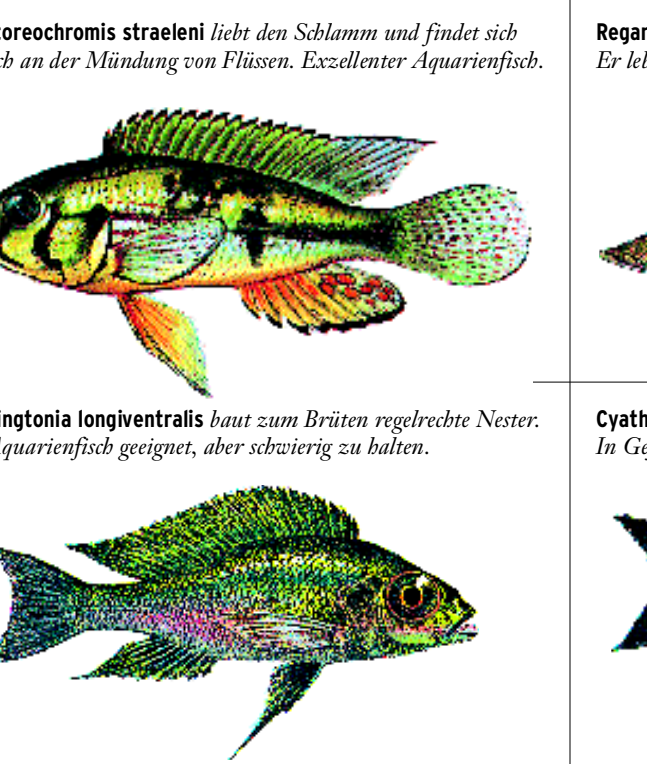 toreochromis straeleni liebt den Schlamm und findet sich
ch an der Mündung von Flüssen. Exzellenter Aquarienfisch.
ingtonia longiventralis baut zum Brüten regelrechte Nester.
Aquarienfisch geeignet, aber schwierig zu halten.
Regan
Er leb
Cyath
In Ge